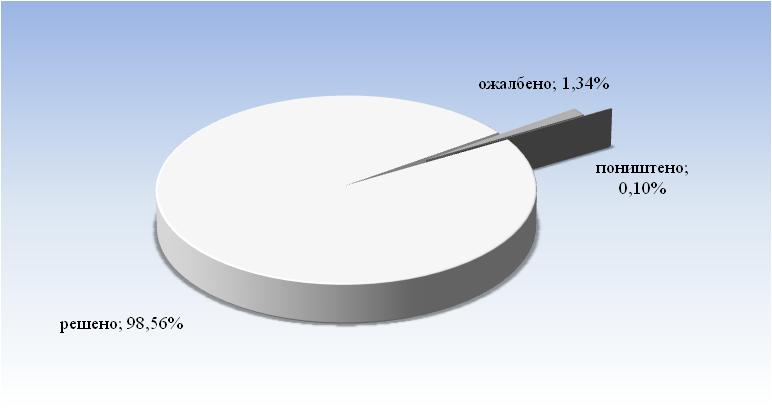 ожалбено; 1,34%
поништено;
0,10%
решено; 98,56%